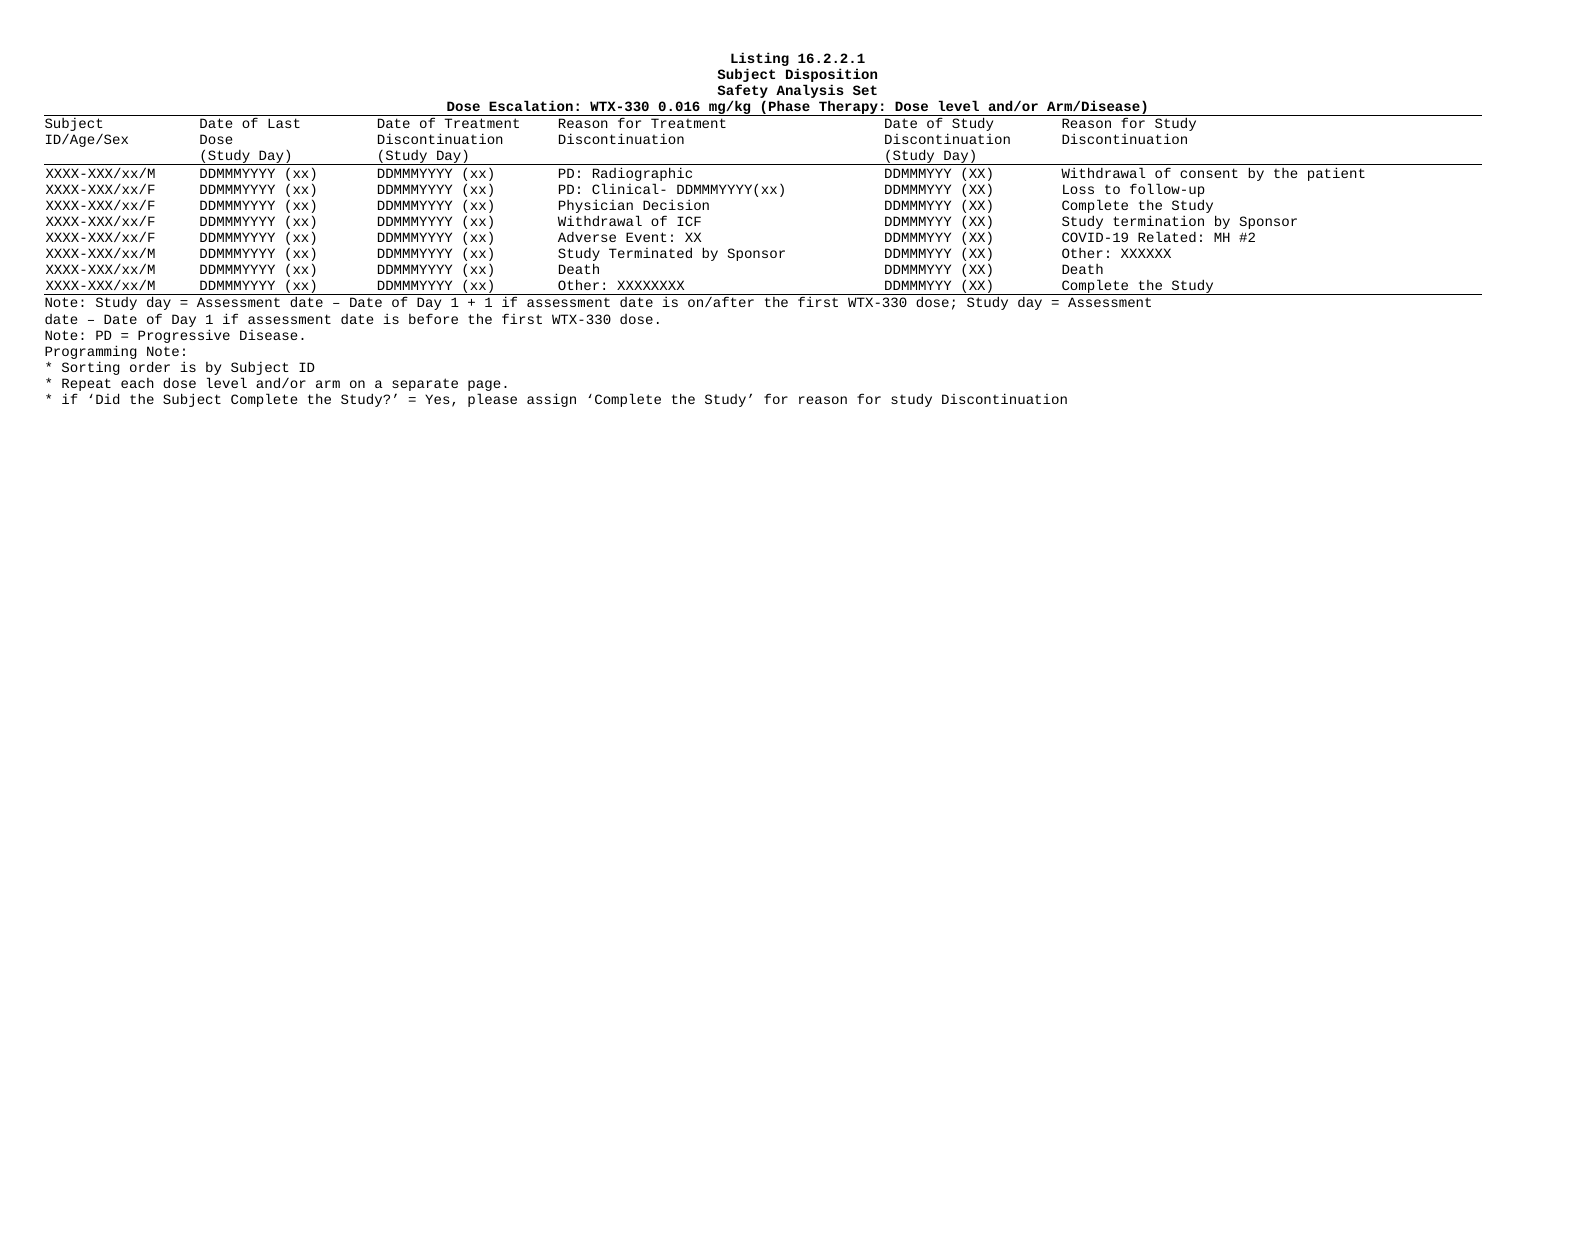 Listing 16.2.2.1
Subject Disposition
Safety Analysis Set
Dose Escalation: WTX-330 0.016 mg/kg (Phase Therapy: Dose level and/or Arm/Disease)
Subject Date of Last Date of Treatment Reason for Treatment Date of Study Reason for Study
ID/Age/Sex Dose Discontinuation Discontinuation Discontinuation Discontinuation
(Study Day) (Study Day) (Study Day)
XXXX-XXX/xx/M DDMMMYYYY (xx) DDMMMYYYY (xx) PD: Radiographic DDMMMYYY (XX) Withdrawal of consent by the patient
XXXX-XXX/xx/F DDMMMYYYY (xx) DDMMMYYYY (xx) PD: Clinical- DDMMMYYYY(xx) DDMMMYYY (XX) Loss to follow-up
XXXX-XXX/xx/F DDMMMYYYY (xx) DDMMMYYYY (xx) Physician Decision DDMMMYYY (XX) Complete the Study
XXXX-XXX/xx/F DDMMMYYYY (xx) DDMMMYYYY (xx) Withdrawal of ICF DDMMMYYY (XX) Study termination by Sponsor
XXXX-XXX/xx/F DDMMMYYYY (xx) DDMMMYYYY (xx) Adverse Event: XX DDMMMYYY (XX) COVID-19 Related: MH #2
XXXX-XXX/xx/M DDMMMYYYY (xx) DDMMMYYYY (xx) Study Terminated by Sponsor DDMMMYYY (XX) Other: XXXXXX
XXXX-XXX/xx/M DDMMMYYYY (xx) DDMMMYYYY (xx) Death DDMMMYYY (XX) Death
XXXX-XXX/xx/M DDMMMYYYY (xx) DDMMMYYYY (xx) Other: XXXXXXXX DDMMMYYY (XX) Complete the Study
Note: Study day = Assessment date – Date of Day 1 + 1 if assessment date is on/after the first WTX-330 dose; Study day = Assessment
date – Date of Day 1 if assessment date is before the first WTX-330 dose.
Note: PD = Progressive Disease.
Programming Note:
* Sorting order is by Subject ID
* Repeat each dose level and/or arm on a separate page.
* if ‘Did the Subject Complete the Study?’ = Yes, please assign ‘Complete the Study’ for reason for study Discontinuation